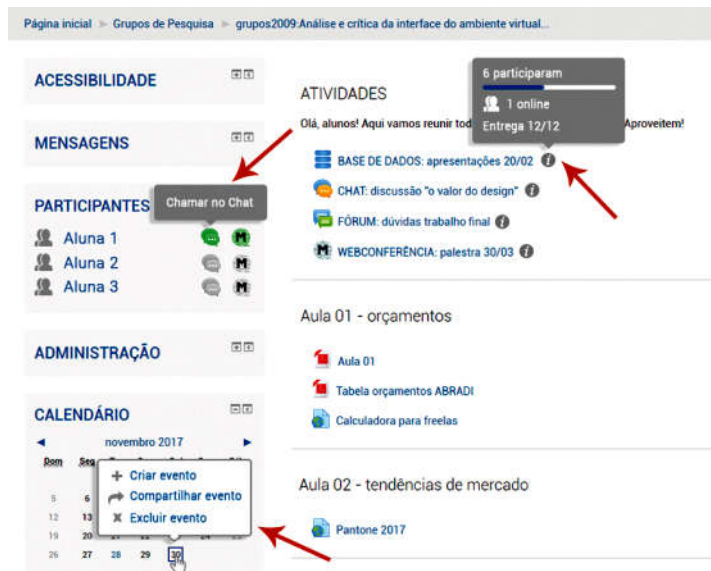 Página inicial ► Grupos de Pesquisa ► grupos2009:Análise e crítica da interface do ambiente virtual...
ACESSIBILIDADE
MENSAGENS
PARTICIPANTES
Chamar no Chat
Aluna 1
Aluna 2
Aluna 3
ADMINISTRAÇÃO
CALENDÁRIO
◄ novembro 2017 ►
Dom Seg
Criar evento
Compartilhar evento
Excluir evento
5 6
12 13
19 20
26 27 28 29 30
6 participaram
1 online
Entrega 12/12
ATIVIDADES
Olá, alunos! Aqui vamos reunir Aproveitem!
BASE DE DADOS: apresentações 20/02
CHAT: discussão "o valor do design"
FÓRUM: dúvidas trabalho final
WEBCONFERÊNCIA: palestra 30/03
Aula 01 - orçamentos
Aula 01
Tabela orçamentos ABRADI
Calculadora para freelas
Aula 02 - tendências de mercado
Pantone 2017